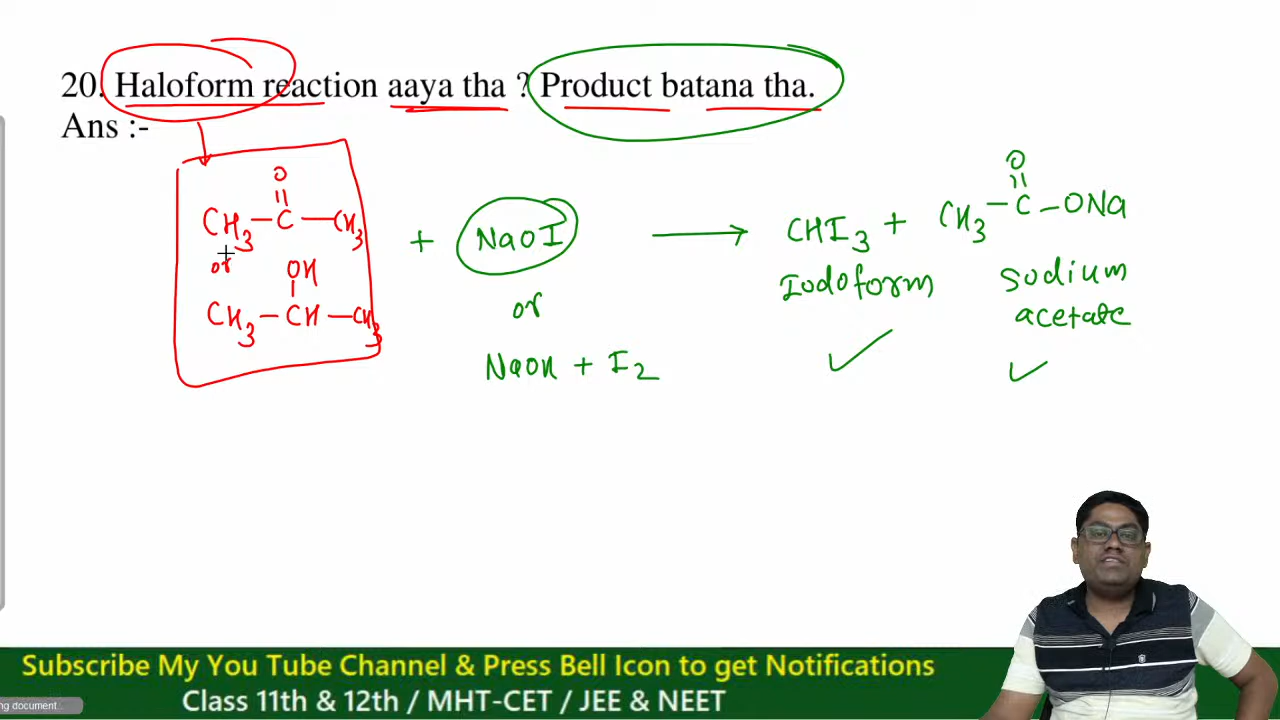 20. Haloform reaction aaya tha ? Product batana tha.
Ans :-
O
||
CH3 — C — CH3
or
OH
|
CH3 — CH — CH3
+
NaOI
or
NaOH + I2
→
CHI3 +
Iodoform
O
||
CH3 — C — ONa
sodium
acetate
Subscribe My You Tube Channel & Press Bell Icon to get Notifications
Class 11th & 12th / MHT-CET / JEE & NEET
ng document...